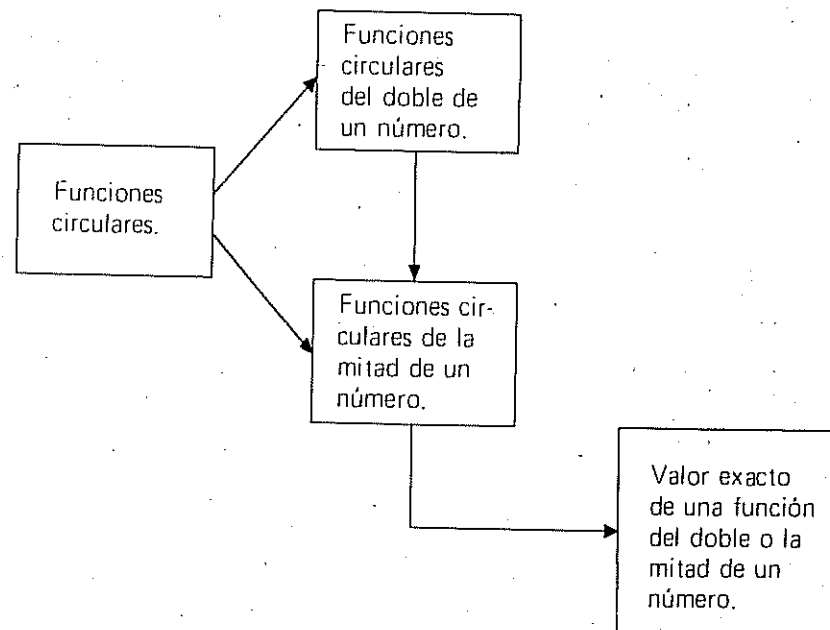 Funciones
circulares
del doble de
un número.
Funciones
circulares.
Funciones cir-
culares de la
mitad de un
número.
Valor exacto
de una función
del doble o la
mitad de un
número.